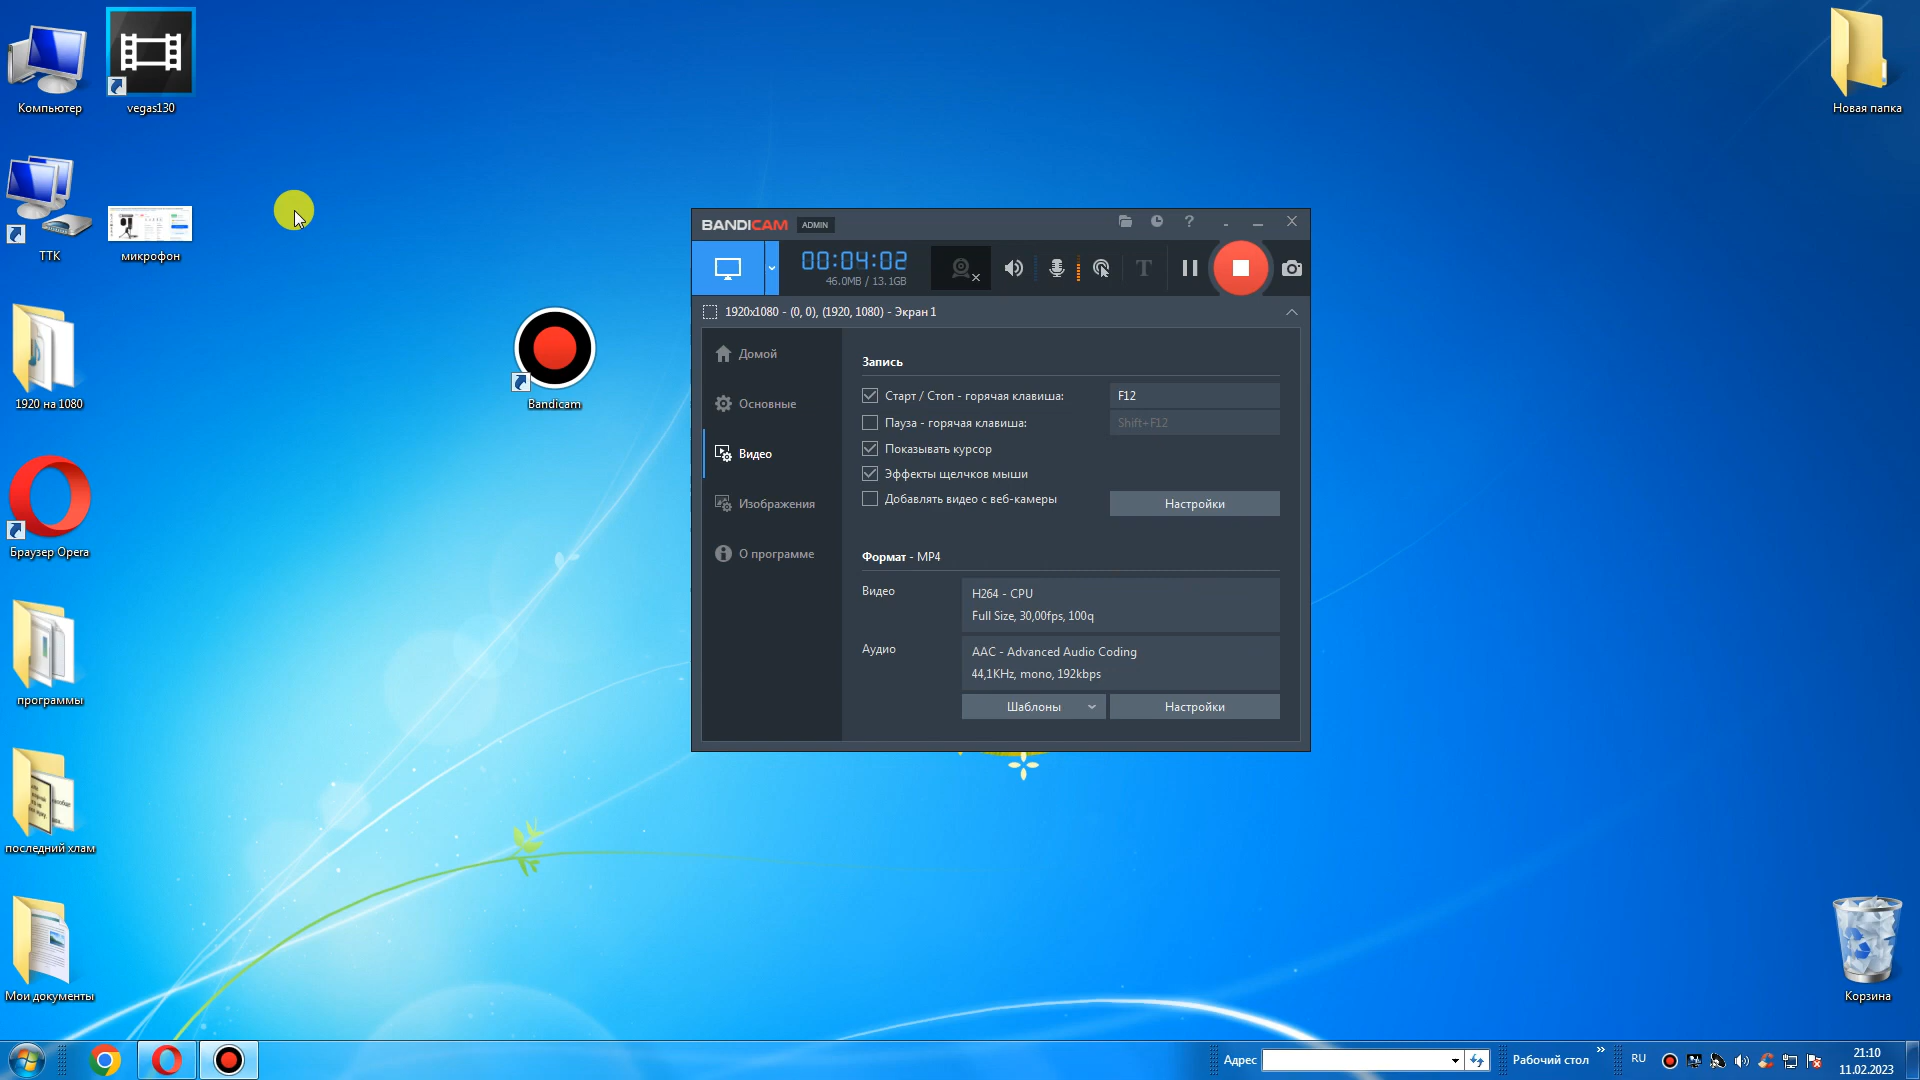 Компьютер
vegas130
Новая папка
ТТК
микрофон
1920 на 1080
Bandicam
Браузер Opera
программы
последний хлам
Мои документы
Корзина
BANDICAM ADMIN
?
00:04:02
46.0MB / 13.1GB
T
1920x1080 - (0, 0), (1920, 1080) - Экран 1
Домой
Основные
Видео
Изображения
О программе
Запись
Старт / Стоп - горячая клавиша: F12
Пауза - горячая клавиша: Shift+F12
Показывать курсор
Эффекты щелчков мыши
Добавлять видео с веб-камеры Настройки
Формат - MP4
Видео
H264 - CPU
Full Size, 30,00fps, 100q
Аудио
AAC - Advanced Audio Coding
44,1KHz, mono, 192kbps
Шаблоны Настройки
Адрес
Рабочий стол
RU
21:10
11.02.2023